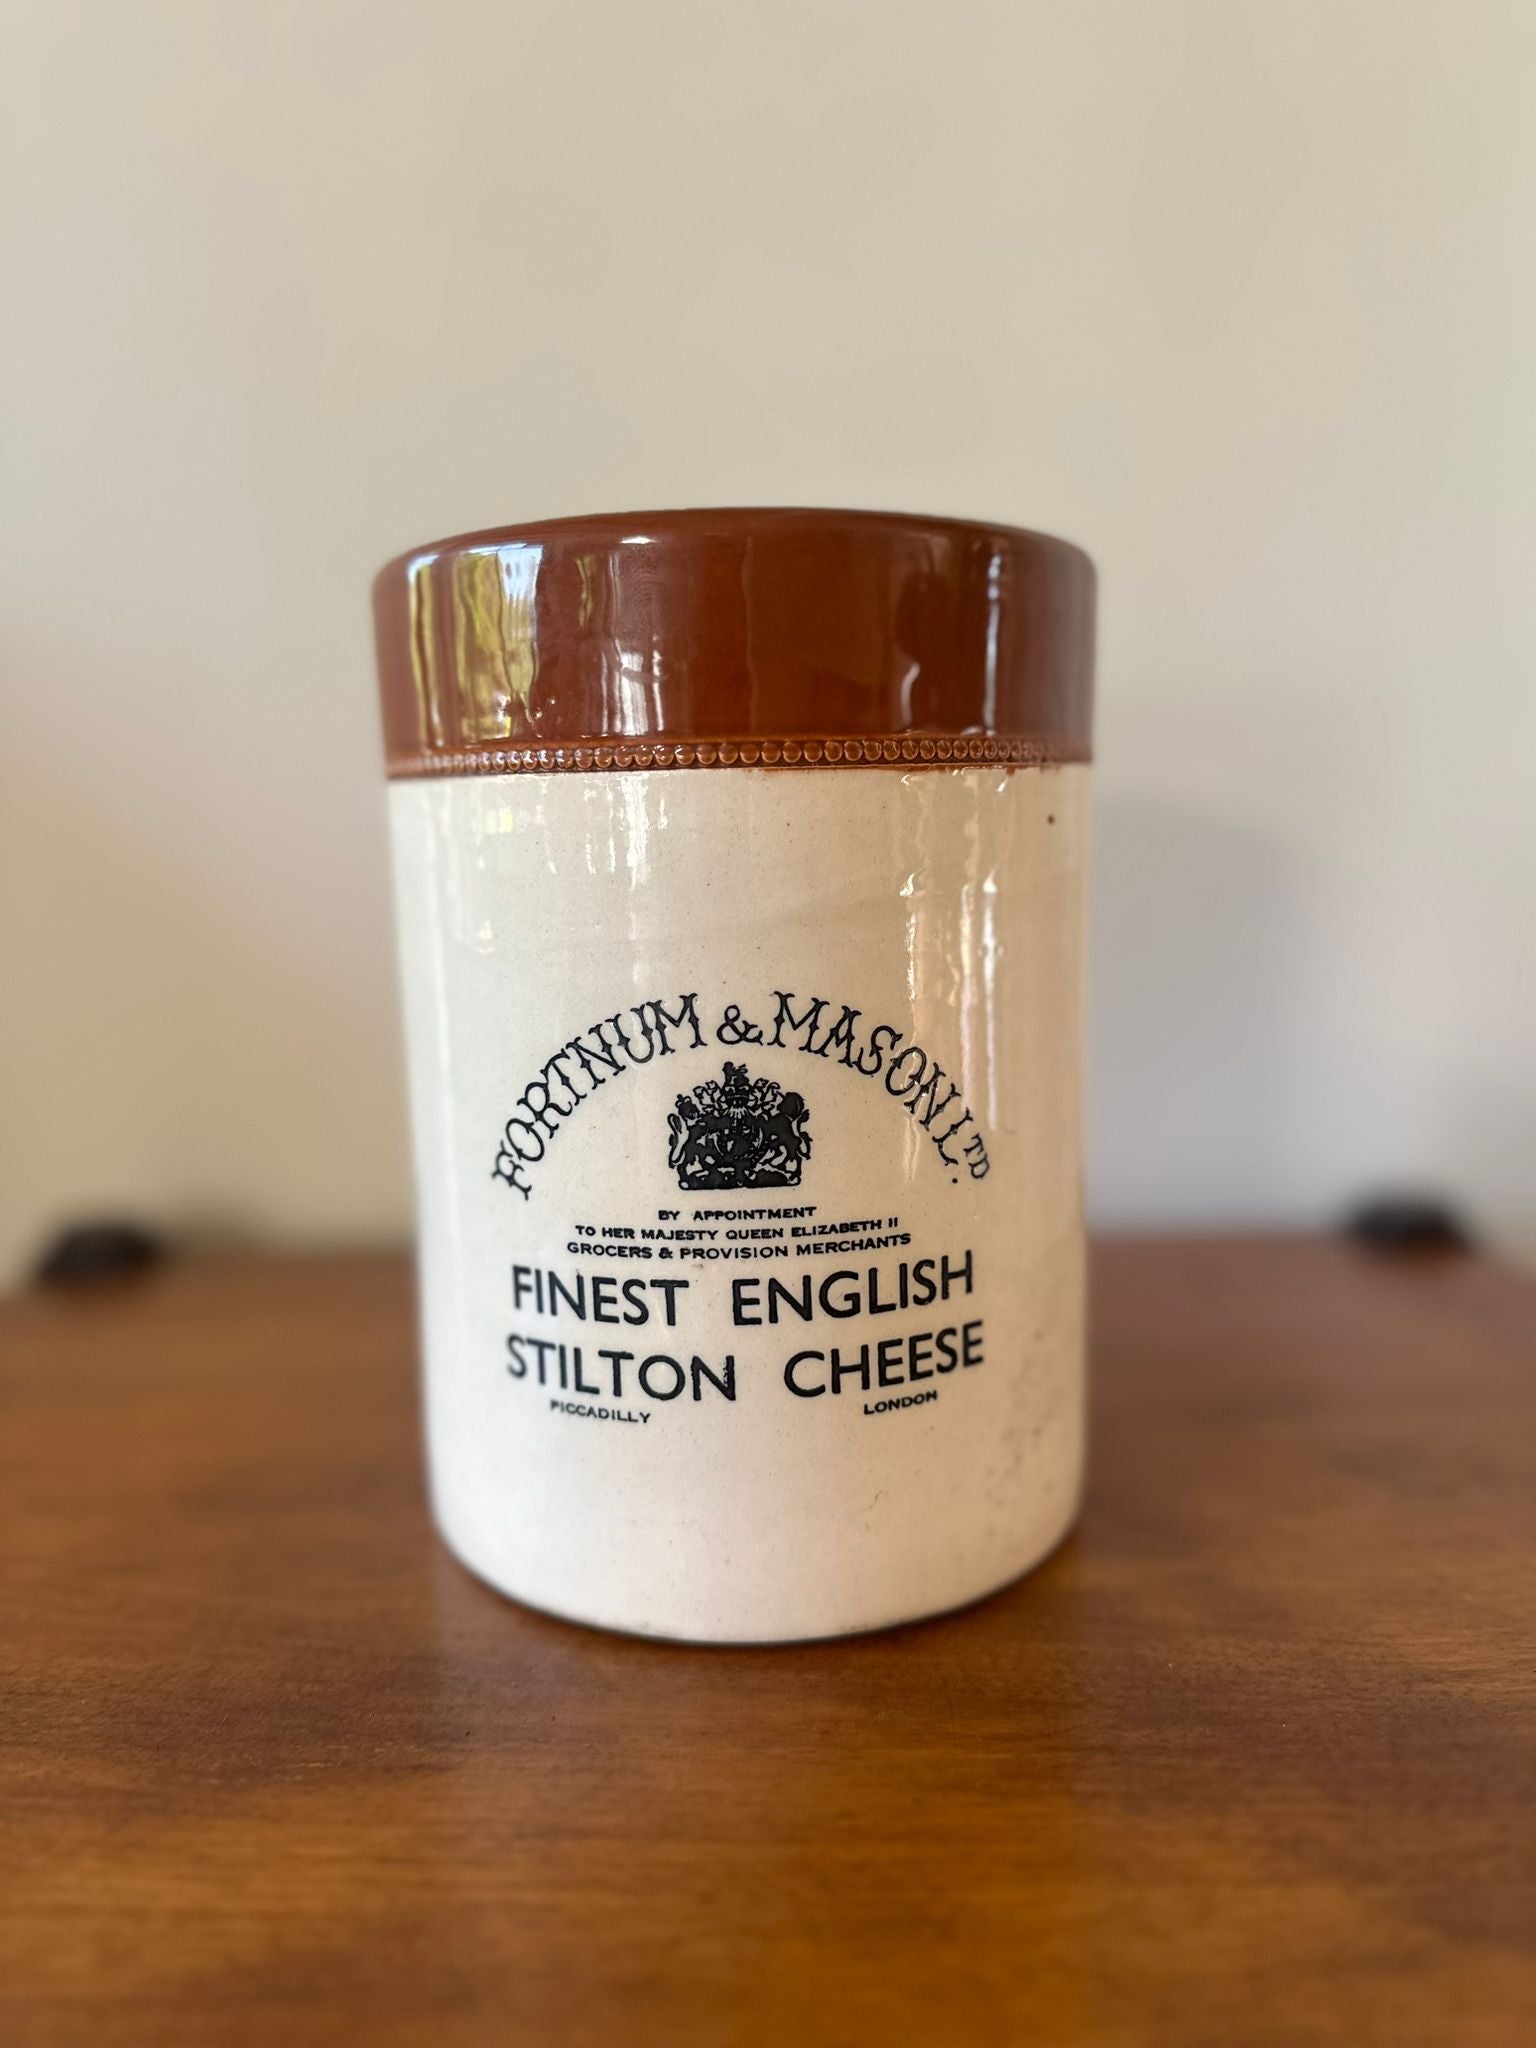 FORTNUM & MASON LTD.
BY APPOINTMENT
TO HER MAJESTY QUEEN ELIZABETH II
GROCERS & PROVISION MERCHANTS
FINEST ENGLISH
STILTON CHEESE
PICCADILLY LONDON